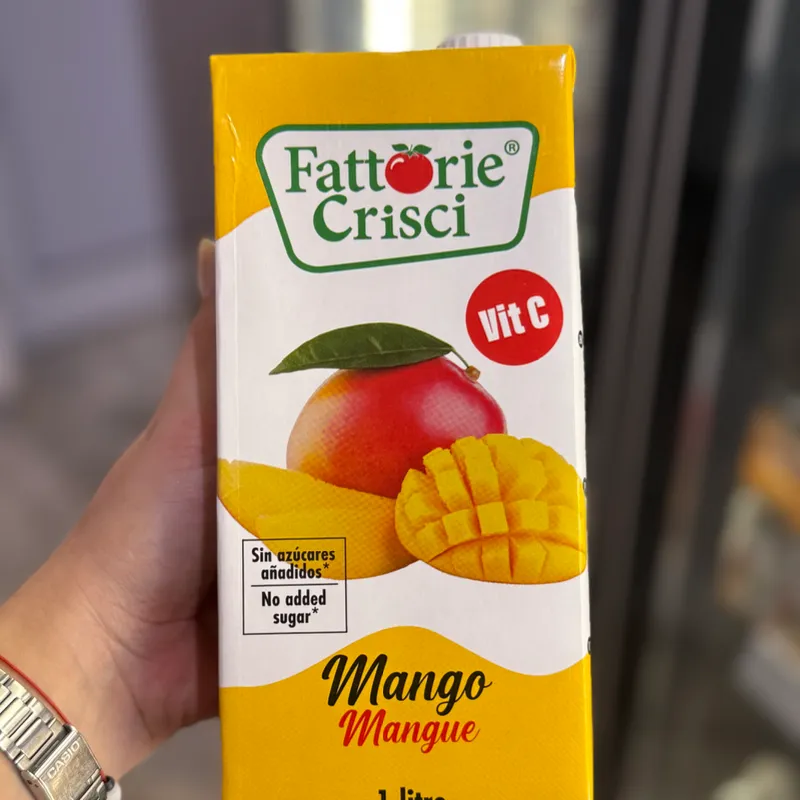 Fattorie®
Crisci
Vit C
Sin azúcares
añadidos*
No added
sugar*
Mango
Mangue
1 litro
CASIO